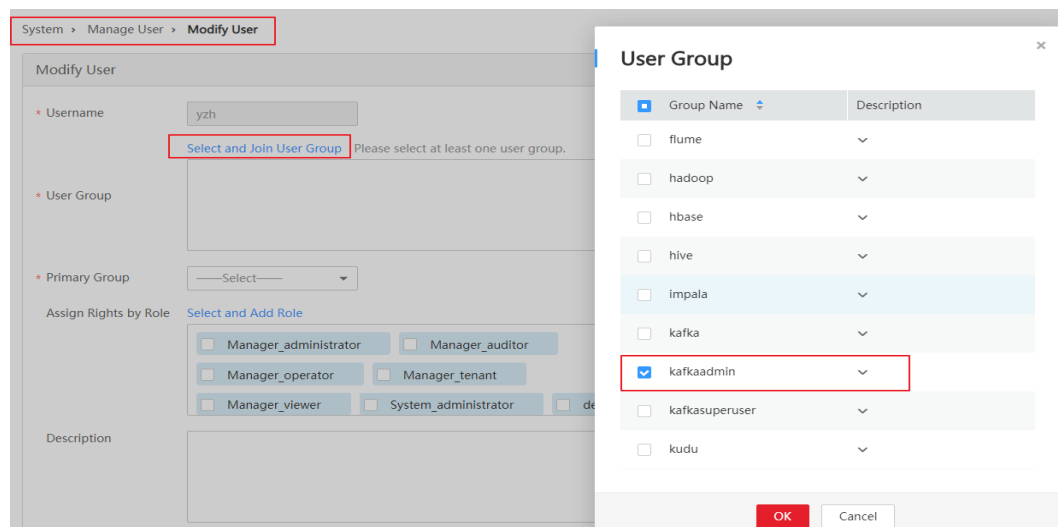 System > Manage User > Modify User
Modify User
* Username
yzh
Select and Join User Group Please select at least one user group.
* User Group
* Primary Group
——Select——
Assign Rights by Role
Select and Add Role
Manager_administrator Manager_auditor
Manager_operator Manager_tenant
Manager_viewer System_administrator de
Description
User Group
Group Name Description
flume
hadoop
hbase
hive
impala
kafka
kafkaadmin
kafkasuperuser
kudu
OK Cancel